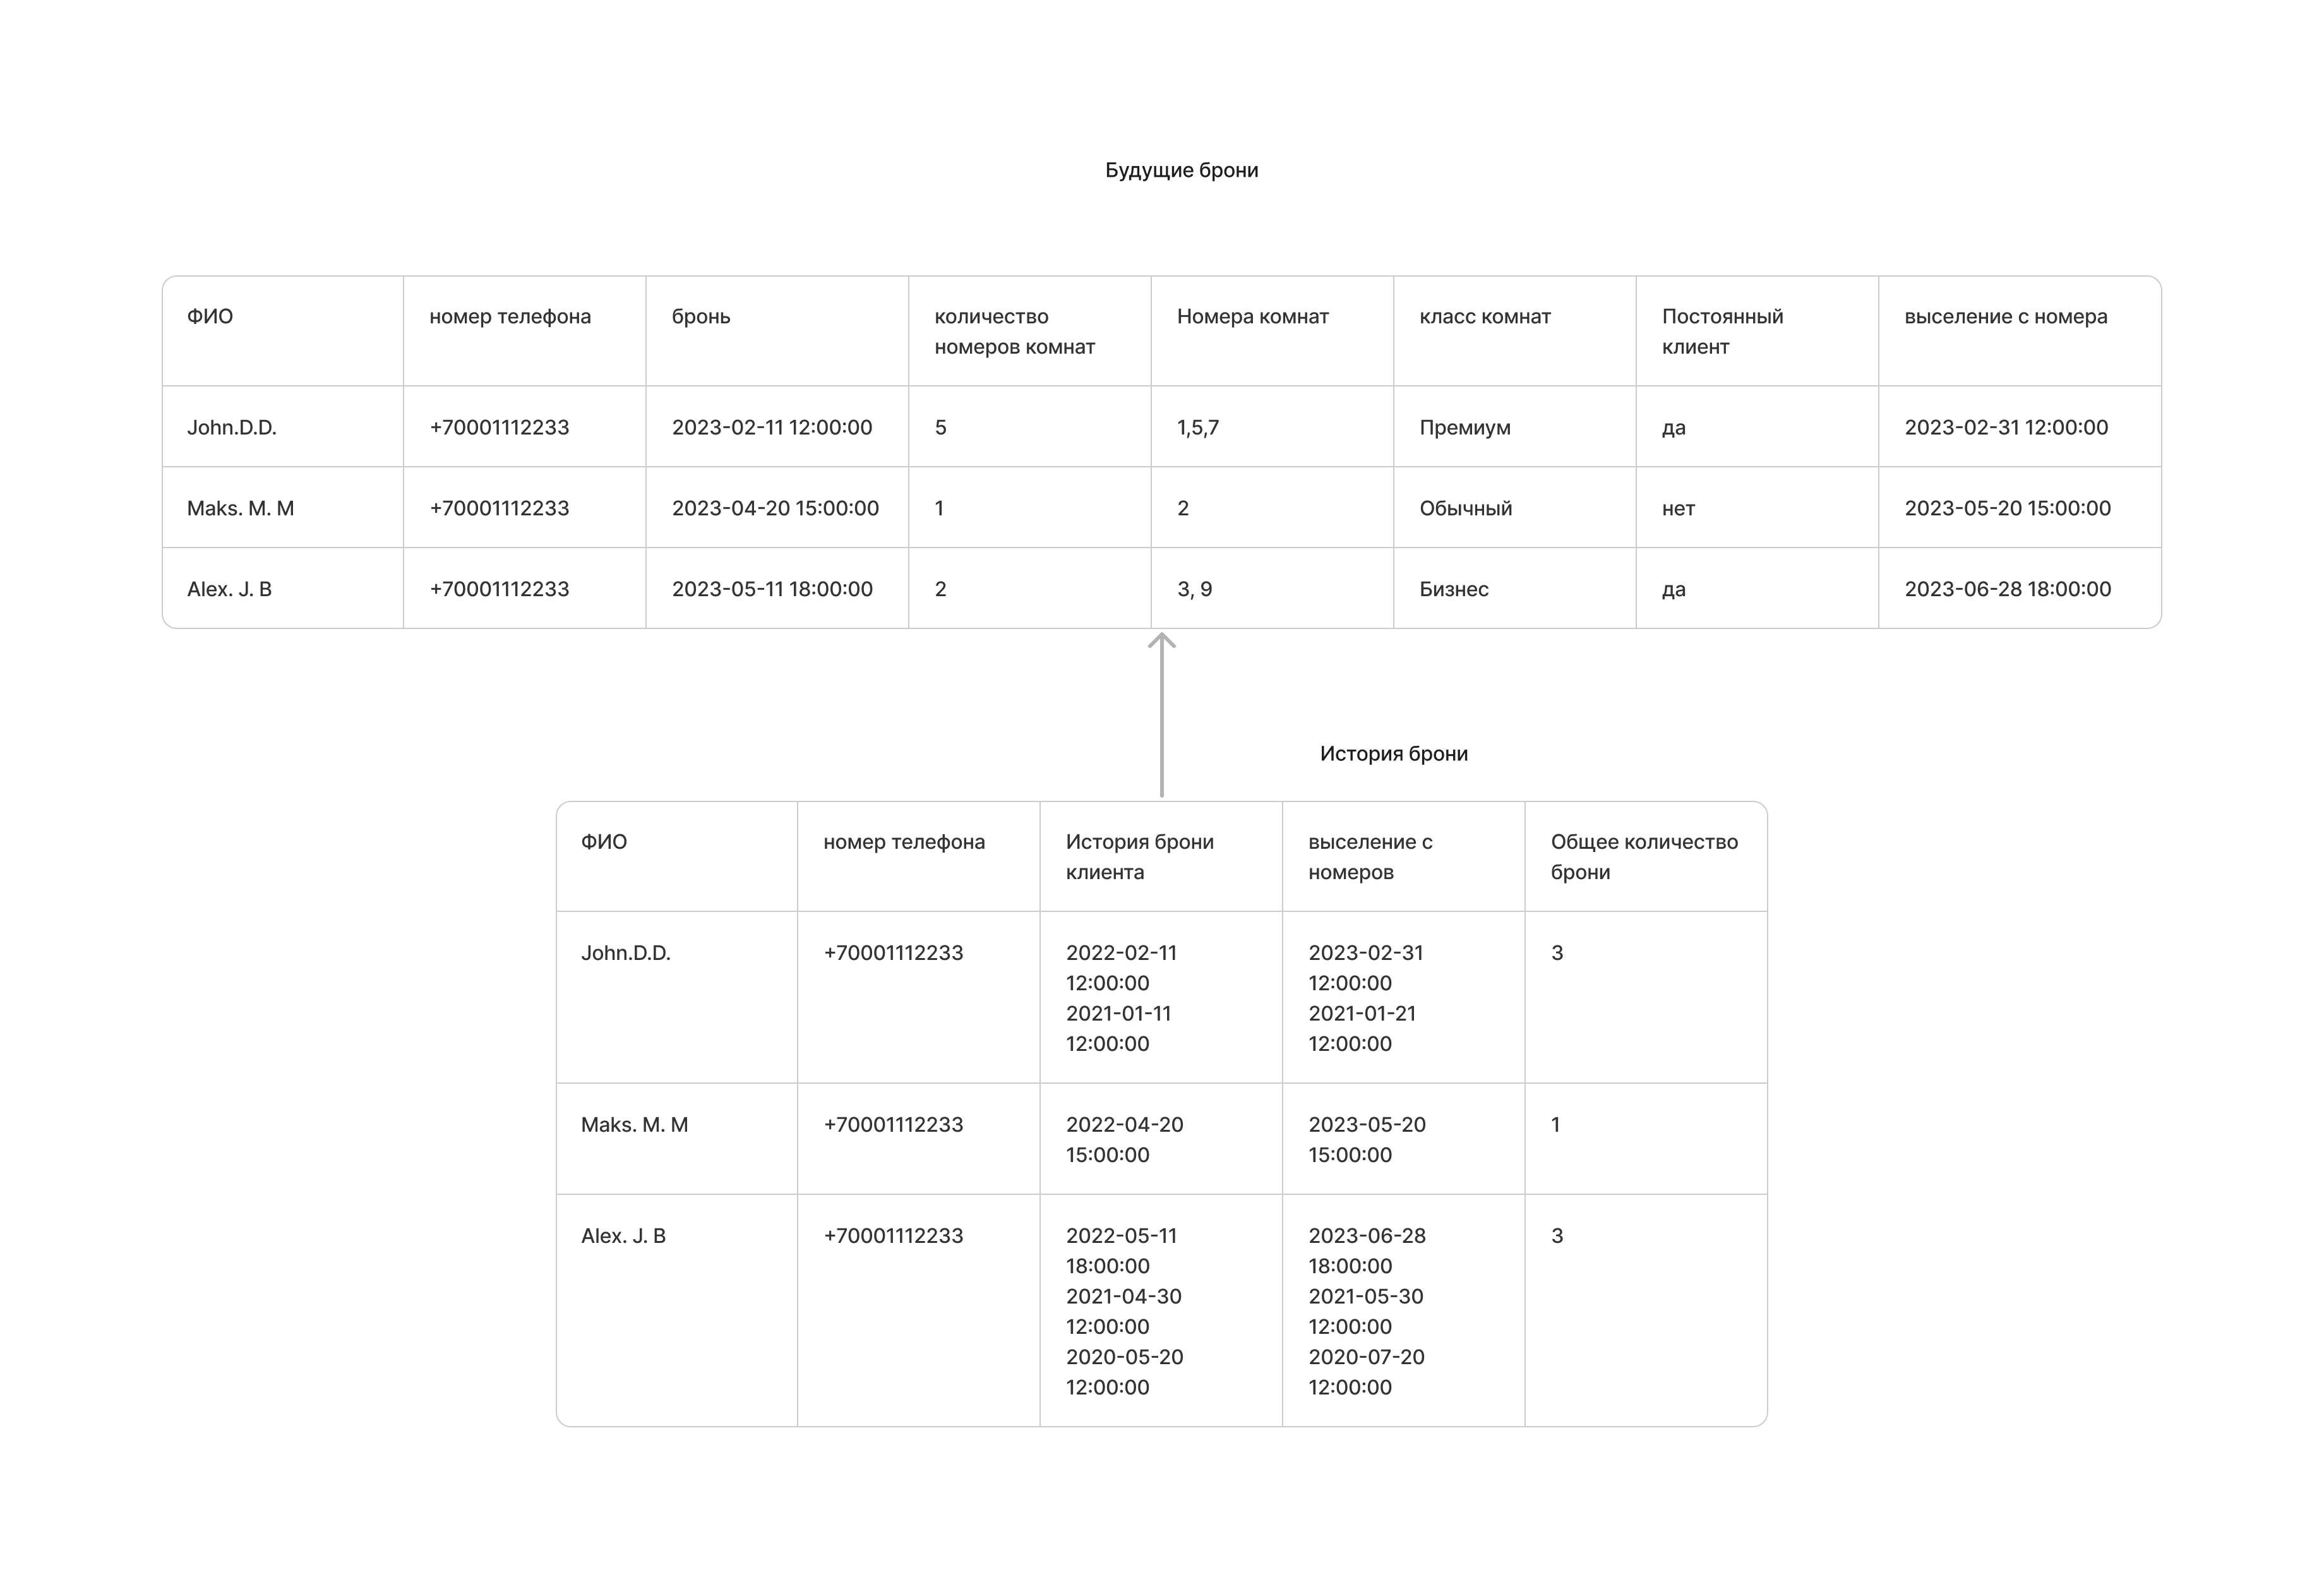 Будущие брони
ФИО
номер телефона
бронь
количество
номеров комнат
Номера комнат
класс комнат
Постоянный
клиент
выселение с номера
John.D.D.
+70001112233
2023-02-11 12:00:00
5
1,5,7
Премиум
да
2023-02-31 12:00:00
Maks. M. M
+70001112233
2023-04-20 15:00:00
1
2
Обычный
нет
2023-05-20 15:00:00
Alex. J. B
+70001112233
2023-05-11 18:00:00
2
3, 9
Бизнес
да
2023-06-28 18:00:00
История брони
ФИО
номер телефона
История брони
клиента
выселение с
номеров
Общее количество
брони
John.D.D.
+70001112233
2022-02-11
12:00:00
2021-01-11
12:00:00
2023-02-31
12:00:00
2021-01-21
12:00:00
3
Maks. M. M
+70001112233
2022-04-20
15:00:00
2023-05-20
15:00:00
1
Alex. J. B
+70001112233
2022-05-11
18:00:00
2021-04-30
12:00:00
2020-05-20
12:00:00
2023-06-28
18:00:00
2021-05-30
12:00:00
2020-07-20
12:00:00
3